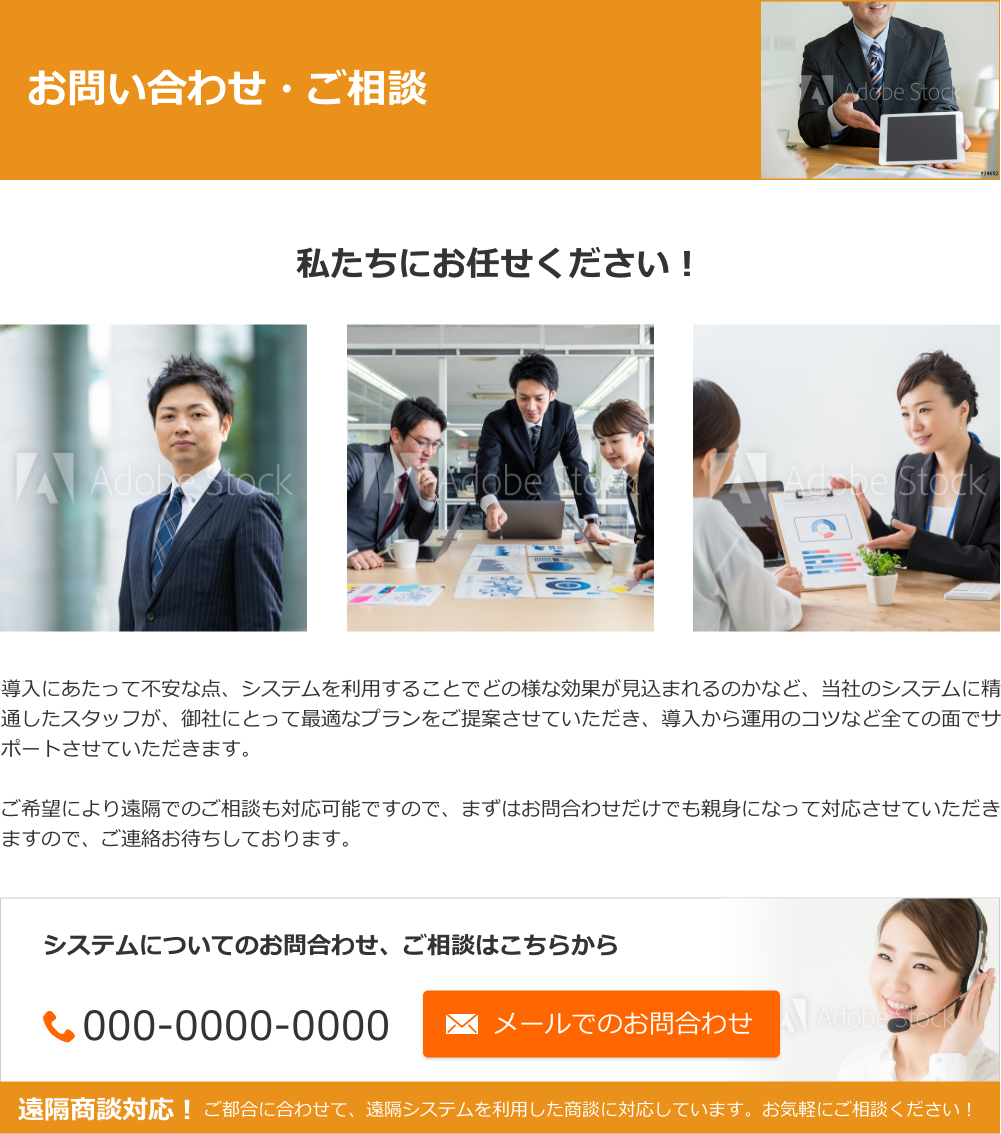 お問い合わせ・ご相談
Adobe Stock
#24652
私たちにお任せください！
Adobe Stock
Adobe Stock
Adobe Stock
導入にあたって不安な点、システムを利用することでどの様な効果が見込まれるのかなど、当社のシステムに精
通したスタッフが、御社にとって最適なプランをご提案させていただき、導入から運用のコツなど全ての面でサ
ポートさせていただきます。
ご希望により遠隔でのご相談も対応可能ですので、まずはお問合わせだけでも親身になって対応させていただき
ますので、ご連絡お待ちしております。
システムについてのお問合わせ、ご相談はこちらから
000-0000-0000
メールでのお問合わせ
Adobe Stock
遠隔商談対応！ ご都合に合わせて、遠隔システムを利用した商談に対応しています。お気軽にご相談ください！